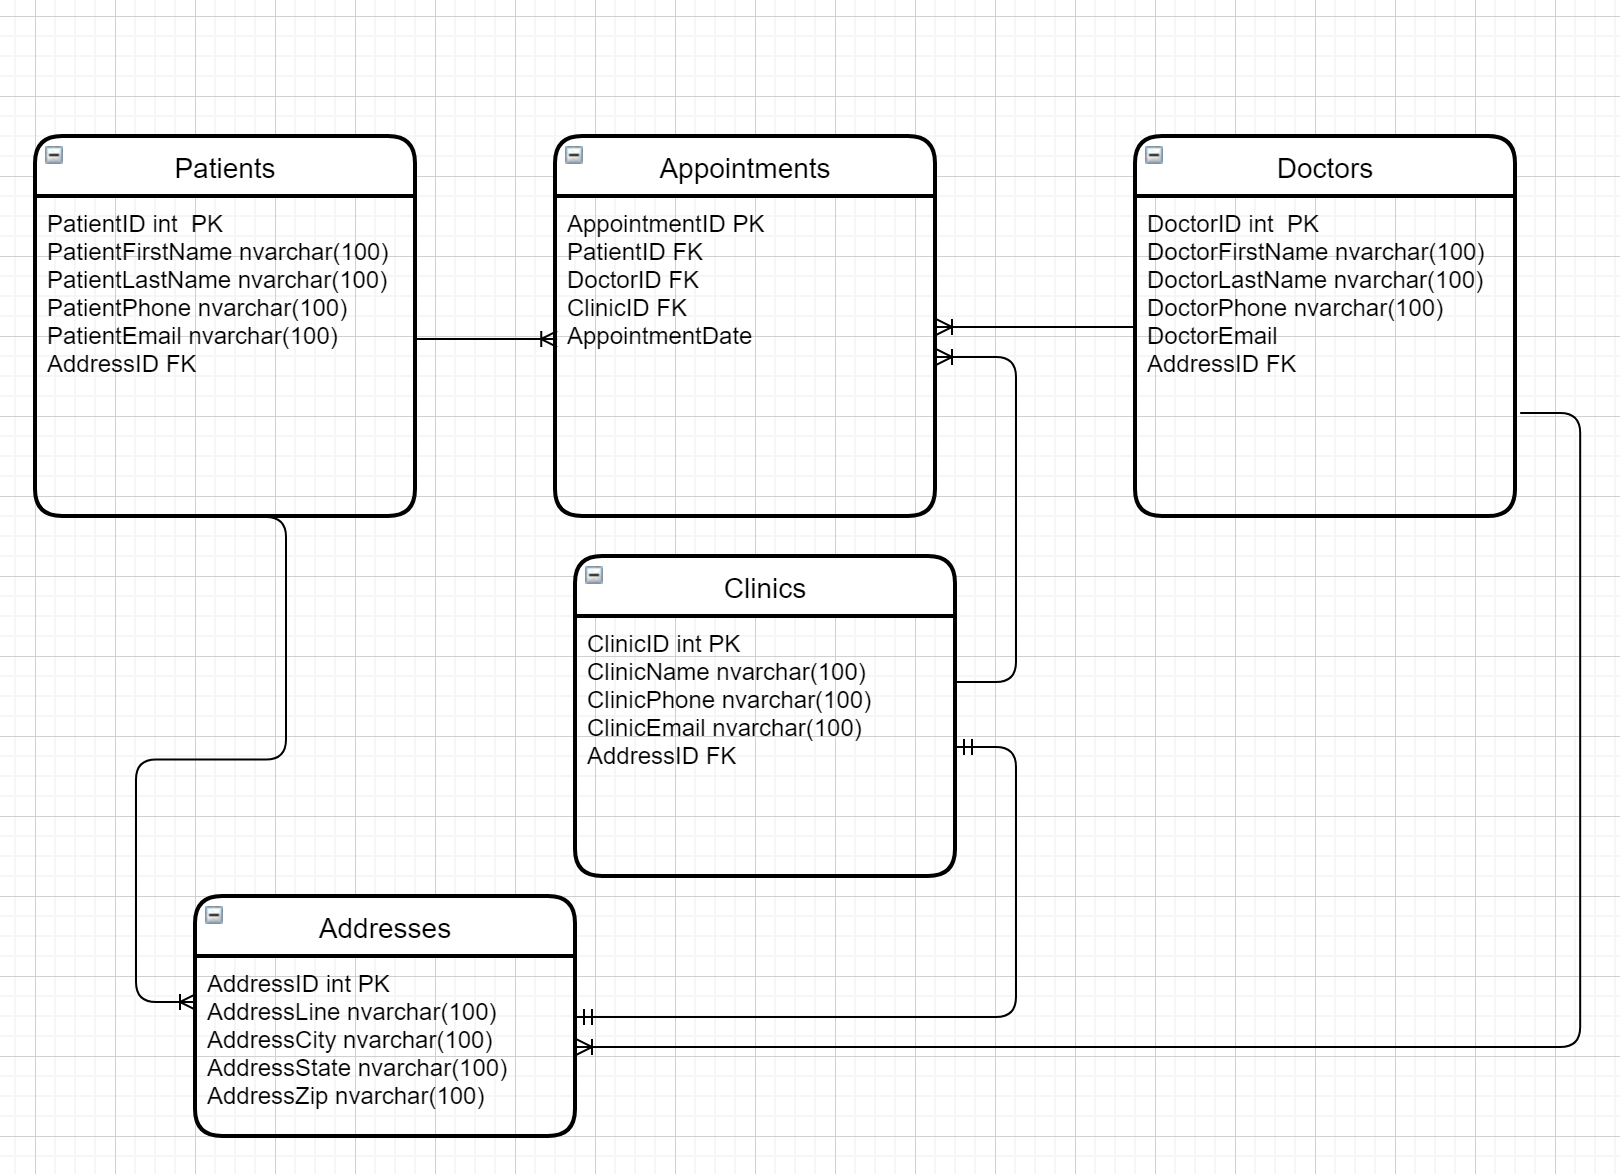 Patients
PatientID int  PK
PatientFirstName nvarchar(100)
PatientLastName nvarchar(100)
PatientPhone nvarchar(100)
PatientEmail nvarchar(100)
AddressID FK
Appointments
AppointmentID PK
PatientID FK
DoctorID FK
ClinicID FK
AppointmentDate
Doctors
DoctorID int  PK
DoctorFirstName nvarchar(100)
DoctorLastName nvarchar(100)
DoctorPhone nvarchar(100)
DoctorEmail
AddressID FK
Clinics
ClinicID int PK
ClinicName nvarchar(100)
ClinicPhone nvarchar(100)
ClinicEmail nvarchar(100)
AddressID FK
Addresses
AddressID int PK
AddressLine nvarchar(100)
AddressCity nvarchar(100)
AddressState nvarchar(100)
AddressZip nvarchar(100)